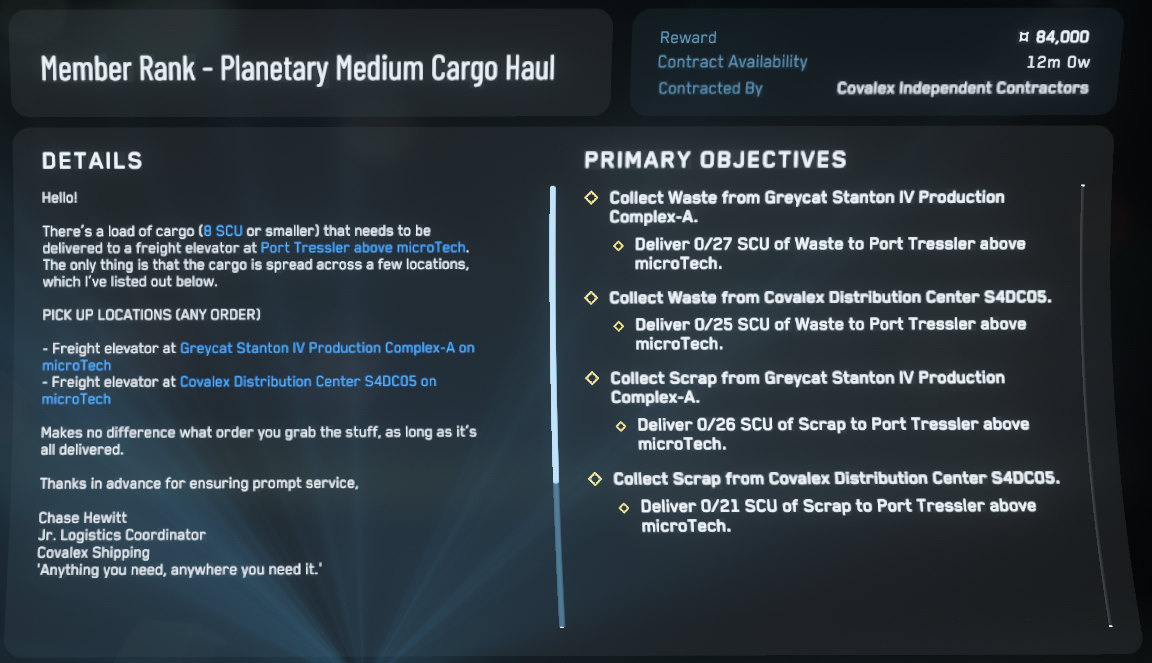 Member Rank - Planetary Medium Cargo Haul
Reward ¤ 84,000
Contract Availability 12m 0w
Contracted By Covalex Independent Contractors
DETAILS
Hello!
There's a load of cargo (8 SCU or smaller) that needs to be
delivered to a freight elevator at Port Tressler above microTech.
The only thing is that the cargo is spread across a few locations,
which I've listed out below.
PICK UP LOCATIONS (ANY ORDER)
- Freight elevator at Greycat Stanton IV Production Complex-A on
microTech
- Freight elevator at Covalex Distribution Center S4DC05 on
microTech
Makes no difference what order you grab the stuff, as long as it's
all delivered.
Thanks in advance for ensuring prompt service,
Chase Hewitt
Jr. Logistics Coordinator
Covalex Shipping
'Anything you need, anywhere you need it.'
PRIMARY OBJECTIVES
Collect Waste from Greycat Stanton IV Production
Complex-A.
Deliver 0/27 SCU of Waste to Port Tressler above
microTech.
Collect Waste from Covalex Distribution Center S4DC05.
Deliver 0/25 SCU of Waste to Port Tressler above
microTech.
Collect Scrap from Greycat Stanton IV Production
Complex-A.
Deliver 0/26 SCU of Scrap to Port Tressler above
microTech.
Collect Scrap from Covalex Distribution Center S4DC05.
Deliver 0/21 SCU of Scrap to Port Tressler above
microTech.